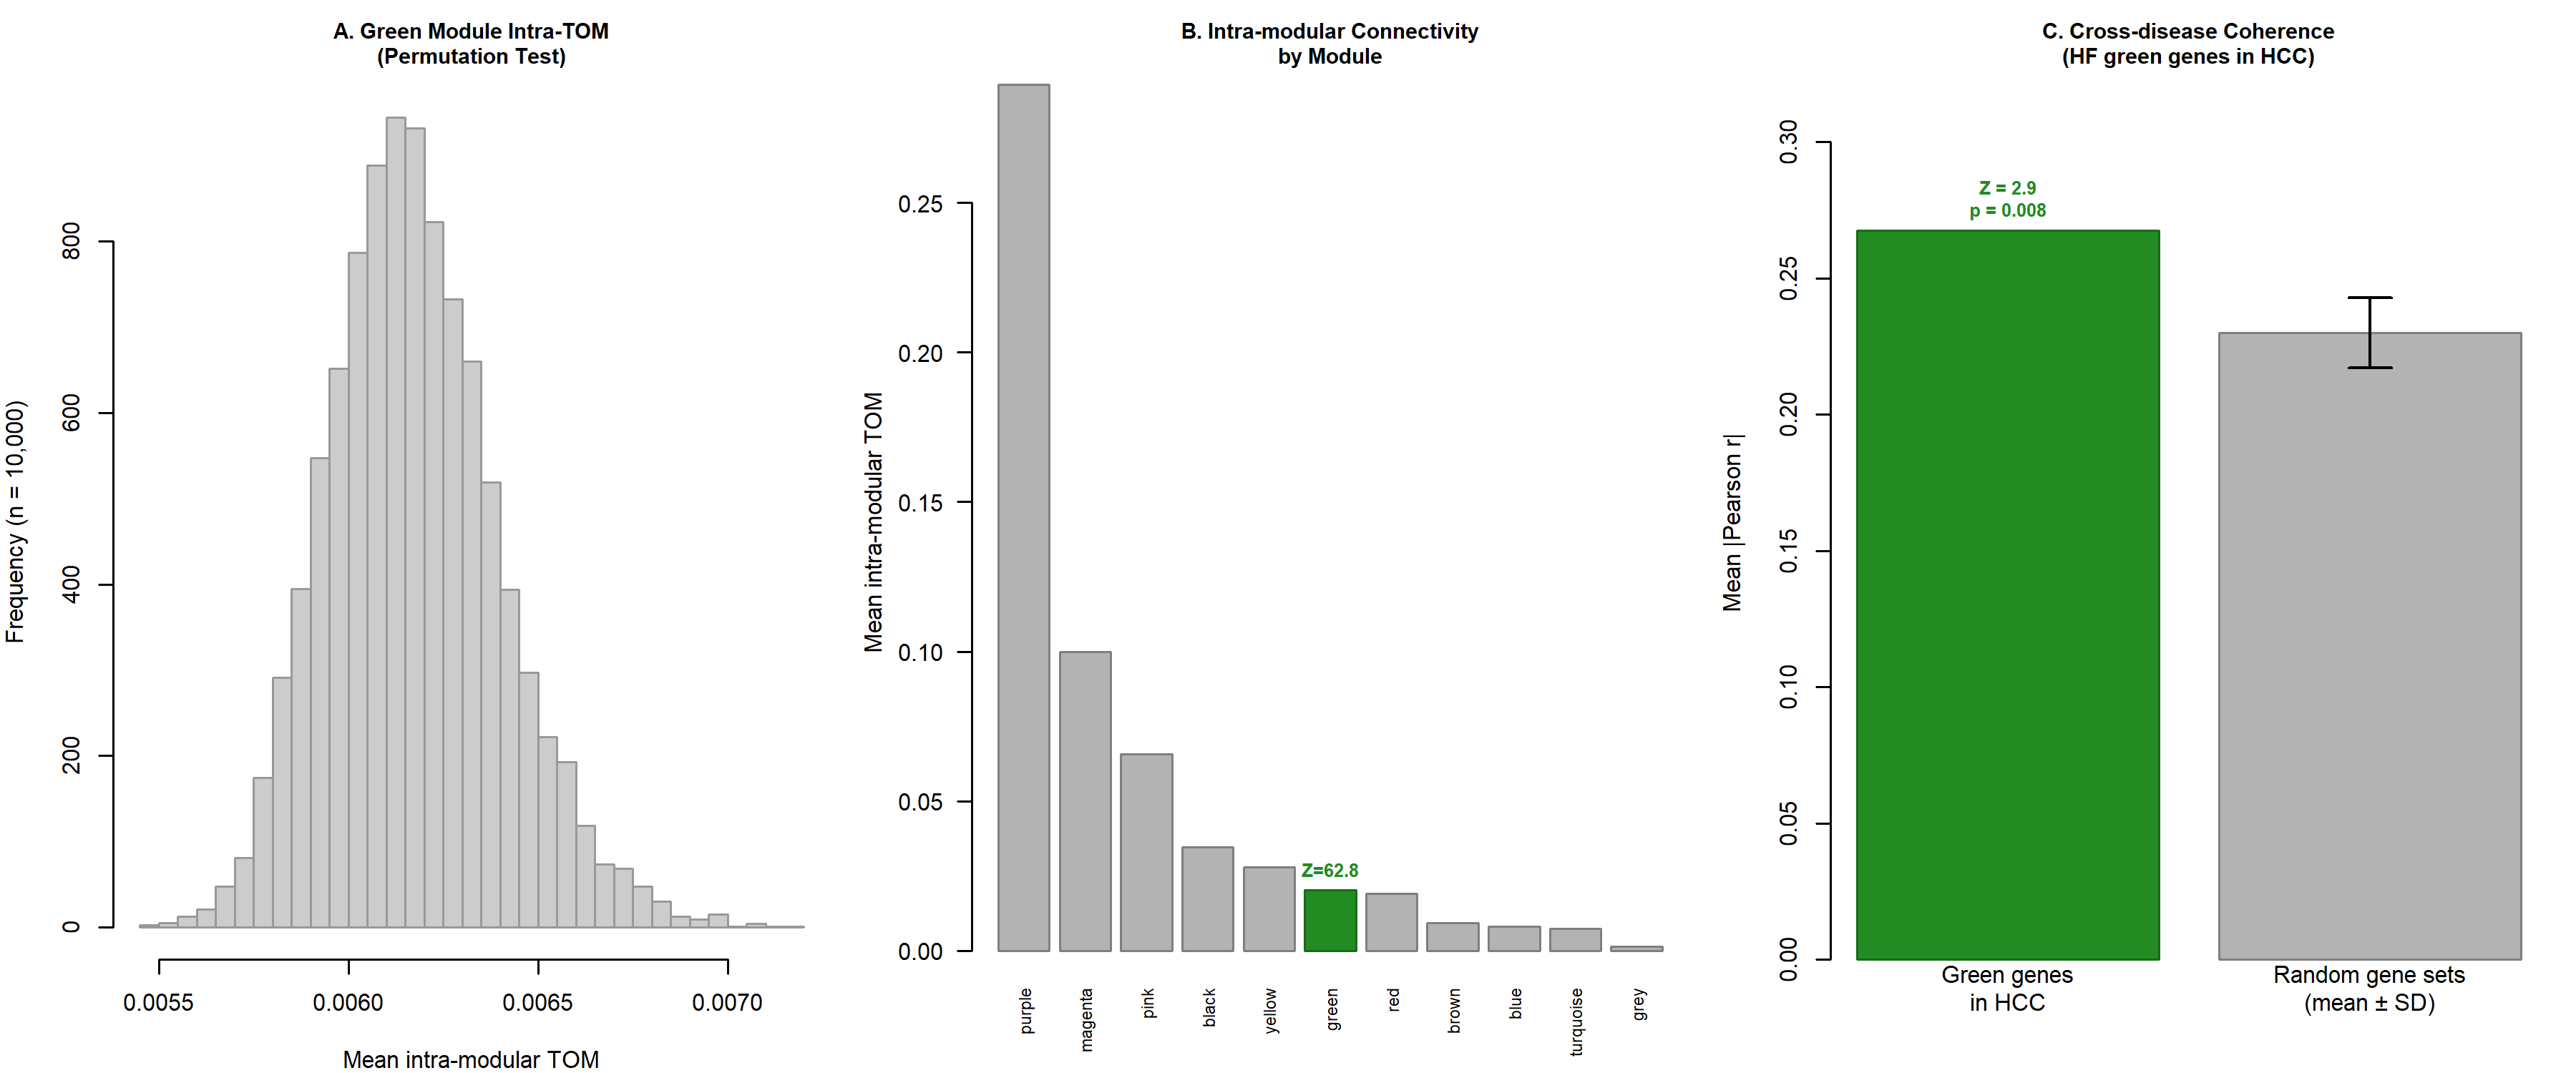 A. Green Module Intra-TOM
(Permutation Test)
Frequency (n = 10,000)
800
600
400
200
0
0.0055 0.0060 0.0065 0.0070
Mean intra-modular TOM
B. Intra-modular Connectivity
by Module
Mean intra-modular TOM
0.25
0.20
0.15
0.10
0.05
0.00
Z=62.8
purple magenta pink black yellow green red brown blue turquoise grey
C. Cross-disease Coherence
(HF green genes in HCC)
Mean |Pearson r|
0.30
0.25
0.20
0.15
0.10
0.05
0.00
Z = 2.9
p = 0.008
Green genes
in HCC
Random gene sets
(mean ± SD)